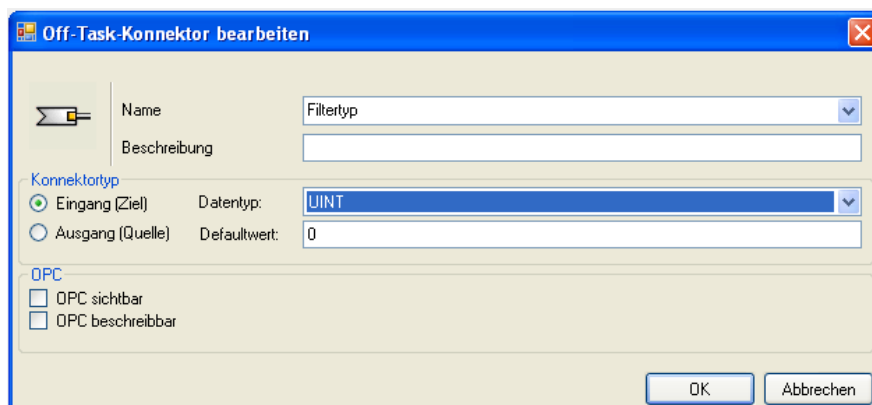 Off-Task-Konnektor bearbeiten
Name Filtertyp
Beschreibung
Konnektortyp
Eingang (Ziel) Datentyp: UINT
Ausgang (Quelle) Defaultwert: 0
OPC
OPC sichtbar
OPC beschreibbar
OK Abbrechen